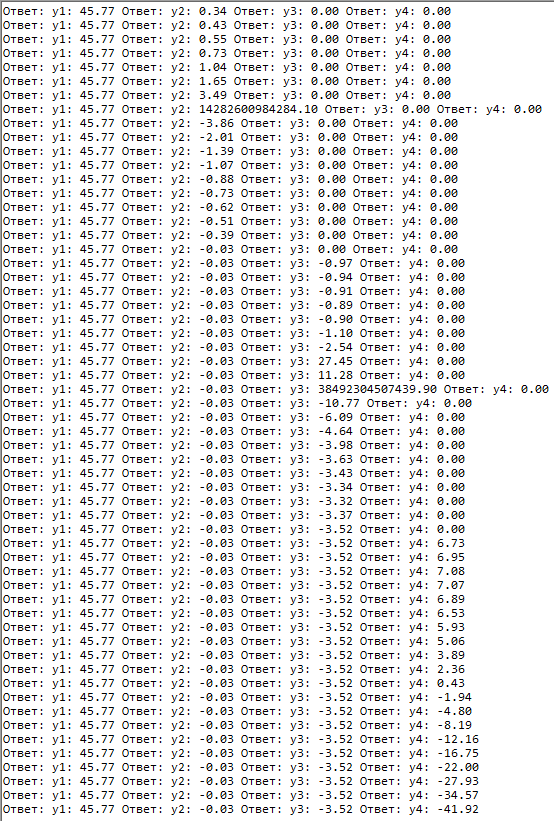 Ответ: y1: 45.77 Ответ: y2: 0.34 Ответ: y3: 0.00 Ответ: y4: 0.00
Ответ: y1: 45.77 Ответ: y2: 0.43 Ответ: y3: 0.00 Ответ: y4: 0.00
Ответ: y1: 45.77 Ответ: y2: 0.55 Ответ: y3: 0.00 Ответ: y4: 0.00
Ответ: y1: 45.77 Ответ: y2: 0.73 Ответ: y3: 0.00 Ответ: y4: 0.00
Ответ: y1: 45.77 Ответ: y2: 1.04 Ответ: y3: 0.00 Ответ: y4: 0.00
Ответ: y1: 45.77 Ответ: y2: 1.65 Ответ: y3: 0.00 Ответ: y4: 0.00
Ответ: y1: 45.77 Ответ: y2: 3.49 Ответ: y3: 0.00 Ответ: y4: 0.00
Ответ: y1: 45.77 Ответ: y2: 14282600984284.10 Ответ: y3: 0.00 Ответ: y4: 0.00
Ответ: y1: 45.77 Ответ: y2: -3.86 Ответ: y3: 0.00 Ответ: y4: 0.00
Ответ: y1: 45.77 Ответ: y2: -2.01 Ответ: y3: 0.00 Ответ: y4: 0.00
Ответ: y1: 45.77 Ответ: y2: -1.39 Ответ: y3: 0.00 Ответ: y4: 0.00
Ответ: y1: 45.77 Ответ: y2: -1.07 Ответ: y3: 0.00 Ответ: y4: 0.00
Ответ: y1: 45.77 Ответ: y2: -0.88 Ответ: y3: 0.00 Ответ: y4: 0.00
Ответ: y1: 45.77 Ответ: y2: -0.73 Ответ: y3: 0.00 Ответ: y4: 0.00
Ответ: y1: 45.77 Ответ: y2: -0.62 Ответ: y3: 0.00 Ответ: y4: 0.00
Ответ: y1: 45.77 Ответ: y2: -0.51 Ответ: y3: 0.00 Ответ: y4: 0.00
Ответ: y1: 45.77 Ответ: y2: -0.39 Ответ: y3: 0.00 Ответ: y4: 0.00
Ответ: y1: 45.77 Ответ: y2: -0.03 Ответ: y3: 0.00 Ответ: y4: 0.00
Ответ: y1: 45.77 Ответ: y2: -0.03 Ответ: y3: -0.97 Ответ: y4: 0.00
Ответ: y1: 45.77 Ответ: y2: -0.03 Ответ: y3: -0.94 Ответ: y4: 0.00
Ответ: y1: 45.77 Ответ: y2: -0.03 Ответ: y3: -0.91 Ответ: y4: 0.00
Ответ: y1: 45.77 Ответ: y2: -0.03 Ответ: y3: -0.89 Ответ: y4: 0.00
Ответ: y1: 45.77 Ответ: y2: -0.03 Ответ: y3: -0.90 Ответ: y4: 0.00
Ответ: y1: 45.77 Ответ: y2: -0.03 Ответ: y3: -1.10 Ответ: y4: 0.00
Ответ: y1: 45.77 Ответ: y2: -0.03 Ответ: y3: -2.54 Ответ: y4: 0.00
Ответ: y1: 45.77 Ответ: y2: -0.03 Ответ: y3: 27.45 Ответ: y4: 0.00
Ответ: y1: 45.77 Ответ: y2: -0.03 Ответ: y3: 11.28 Ответ: y4: 0.00
Ответ: y1: 45.77 Ответ: y2: -0.03 Ответ: y3: 38492304507439.90 Ответ: y4: 0.00
Ответ: y1: 45.77 Ответ: y2: -0.03 Ответ: y3: -10.77 Ответ: y4: 0.00
Ответ: y1: 45.77 Ответ: y2: -0.03 Ответ: y3: -6.09 Ответ: y4: 0.00
Ответ: y1: 45.77 Ответ: y2: -0.03 Ответ: y3: -4.64 Ответ: y4: 0.00
Ответ: y1: 45.77 Ответ: y2: -0.03 Ответ: y3: -3.98 Ответ: y4: 0.00
Ответ: y1: 45.77 Ответ: y2: -0.03 Ответ: y3: -3.63 Ответ: y4: 0.00
Ответ: y1: 45.77 Ответ: y2: -0.03 Ответ: y3: -3.43 Ответ: y4: 0.00
Ответ: y1: 45.77 Ответ: y2: -0.03 Ответ: y3: -3.34 Ответ: y4: 0.00
Ответ: y1: 45.77 Ответ: y2: -0.03 Ответ: y3: -3.32 Ответ: y4: 0.00
Ответ: y1: 45.77 Ответ: y2: -0.03 Ответ: y3: -3.37 Ответ: y4: 0.00
Ответ: y1: 45.77 Ответ: y2: -0.03 Ответ: y3: -3.52 Ответ: y4: 0.00
Ответ: y1: 45.77 Ответ: y2: -0.03 Ответ: y3: -3.52 Ответ: y4: 6.73
Ответ: y1: 45.77 Ответ: y2: -0.03 Ответ: y3: -3.52 Ответ: y4: 6.95
Ответ: y1: 45.77 Ответ: y2: -0.03 Ответ: y3: -3.52 Ответ: y4: 7.08
Ответ: y1: 45.77 Ответ: y2: -0.03 Ответ: y3: -3.52 Ответ: y4: 7.07
Ответ: y1: 45.77 Ответ: y2: -0.03 Ответ: y3: -3.52 Ответ: y4: 6.89
Ответ: y1: 45.77 Ответ: y2: -0.03 Ответ: y3: -3.52 Ответ: y4: 6.53
Ответ: y1: 45.77 Ответ: y2: -0.03 Ответ: y3: -3.52 Ответ: y4: 5.93
Ответ: y1: 45.77 Ответ: y2: -0.03 Ответ: y3: -3.52 Ответ: y4: 5.06
Ответ: y1: 45.77 Ответ: y2: -0.03 Ответ: y3: -3.52 Ответ: y4: 3.89
Ответ: y1: 45.77 Ответ: y2: -0.03 Ответ: y3: -3.52 Ответ: y4: 2.36
Ответ: y1: 45.77 Ответ: y2: -0.03 Ответ: y3: -3.52 Ответ: y4: 0.43
Ответ: y1: 45.77 Ответ: y2: -0.03 Ответ: y3: -3.52 Ответ: y4: -1.94
Ответ: y1: 45.77 Ответ: y2: -0.03 Ответ: y3: -3.52 Ответ: y4: -4.80
Ответ: y1: 45.77 Ответ: y2: -0.03 Ответ: y3: -3.52 Ответ: y4: -8.19
Ответ: y1: 45.77 Ответ: y2: -0.03 Ответ: y3: -3.52 Ответ: y4: -12.16
Ответ: y1: 45.77 Ответ: y2: -0.03 Ответ: y3: -3.52 Ответ: y4: -16.75
Ответ: y1: 45.77 Ответ: y2: -0.03 Ответ: y3: -3.52 Ответ: y4: -22.00
Ответ: y1: 45.77 Ответ: y2: -0.03 Ответ: y3: -3.52 Ответ: y4: -27.93
Ответ: y1: 45.77 Ответ: y2: -0.03 Ответ: y3: -3.52 Ответ: y4: -34.57
Ответ: y1: 45.77 Ответ: y2: -0.03 Ответ: y3: -3.52 Ответ: y4: -41.92